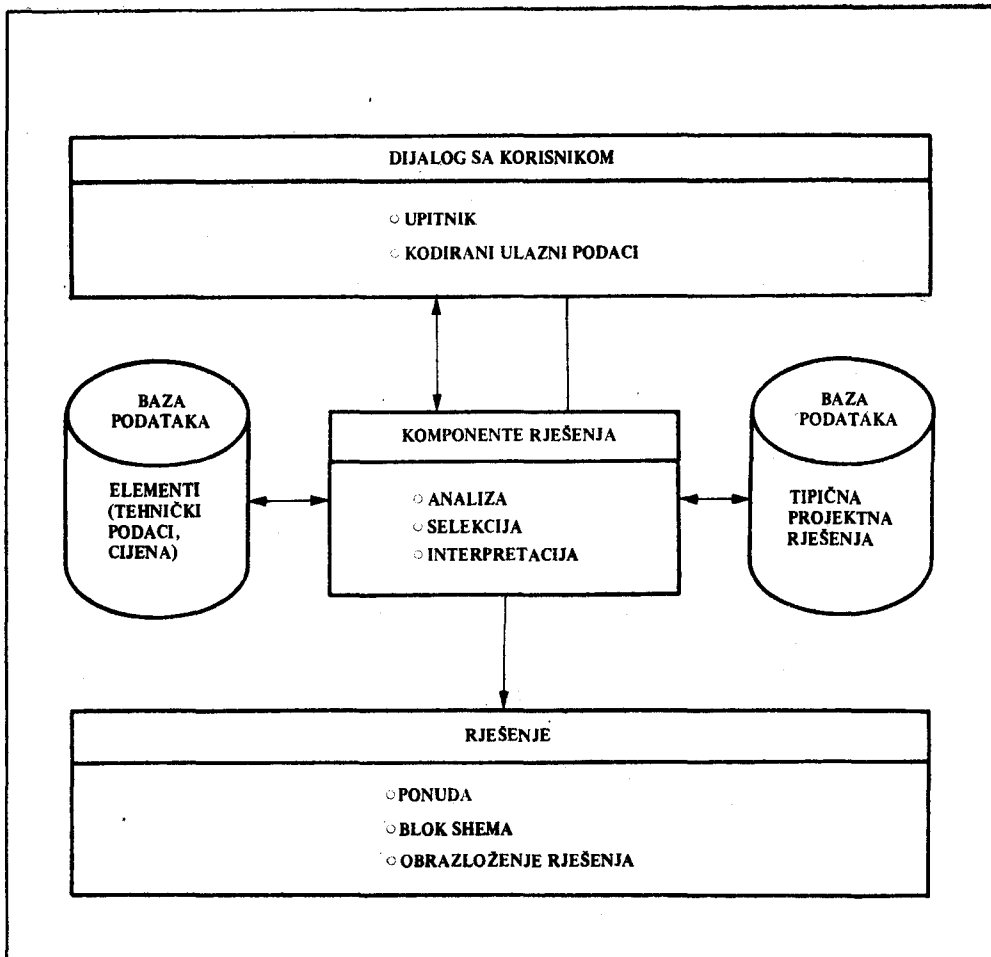 DIJALOG SA KORISNIKOM
UPITNIK
KODIRANI ULAZNI PODACI
BAZA
PODATAKA
ELEMENTI
(TEHNIČKI
PODACI,
CIJENA)
KOMPONENTE RJEŠENJA
ANALIZA
SELEKCIJA
INTERPRETACIJA
BAZA
PODATAKA
TIPIČNA
PROJEKTNA
RJEŠENJA
RJEŠENJE
PONUDA
BLOK SHEMA
OBRAZLOŽENJE RJEŠENJA